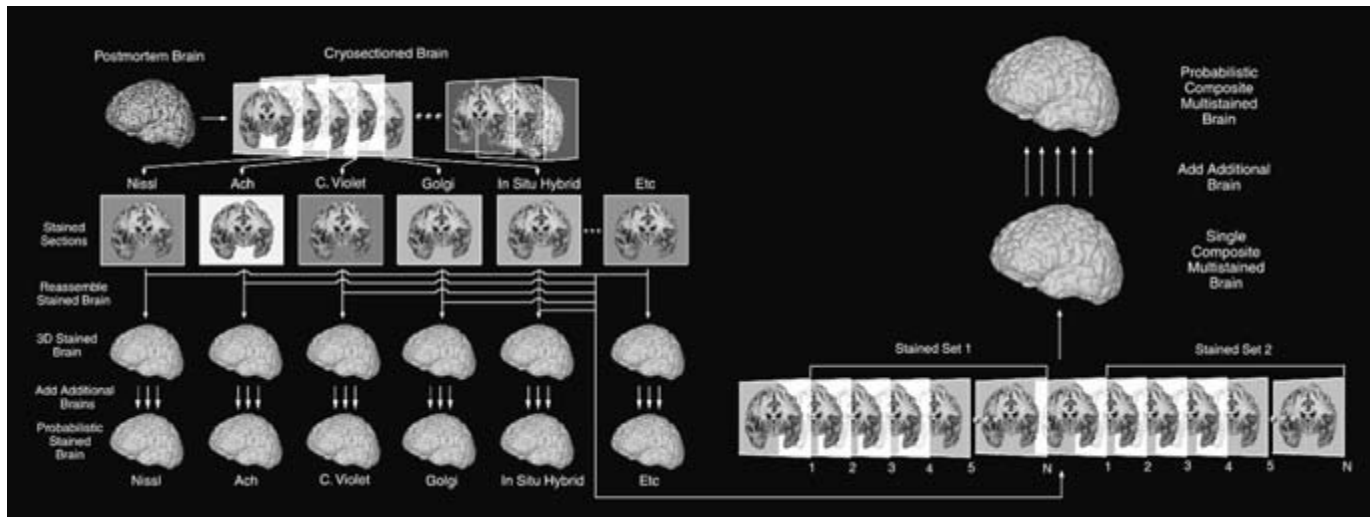 Postmortem Brain
Cryosectioned Brain
Nissl
Ach
C. Violet
Golgi
In Situ Hybrid
Etc
Stained
Sections
Reassemble
Stained Brain
3D Stained
Brain
Add Additional
Brains
Probabilistic
Stained
Brain
Nissl
Ach
C. Violet
Golgi
In Situ Hybrid
Etc
Probabilistic
Composite
Multistained
Brain
Add Additional
Brain
Single
Composite
Multistained
Brain
Stained Set 1
Stained Set 2
1 2 3 4 5 N 1 2 3 4 5 N